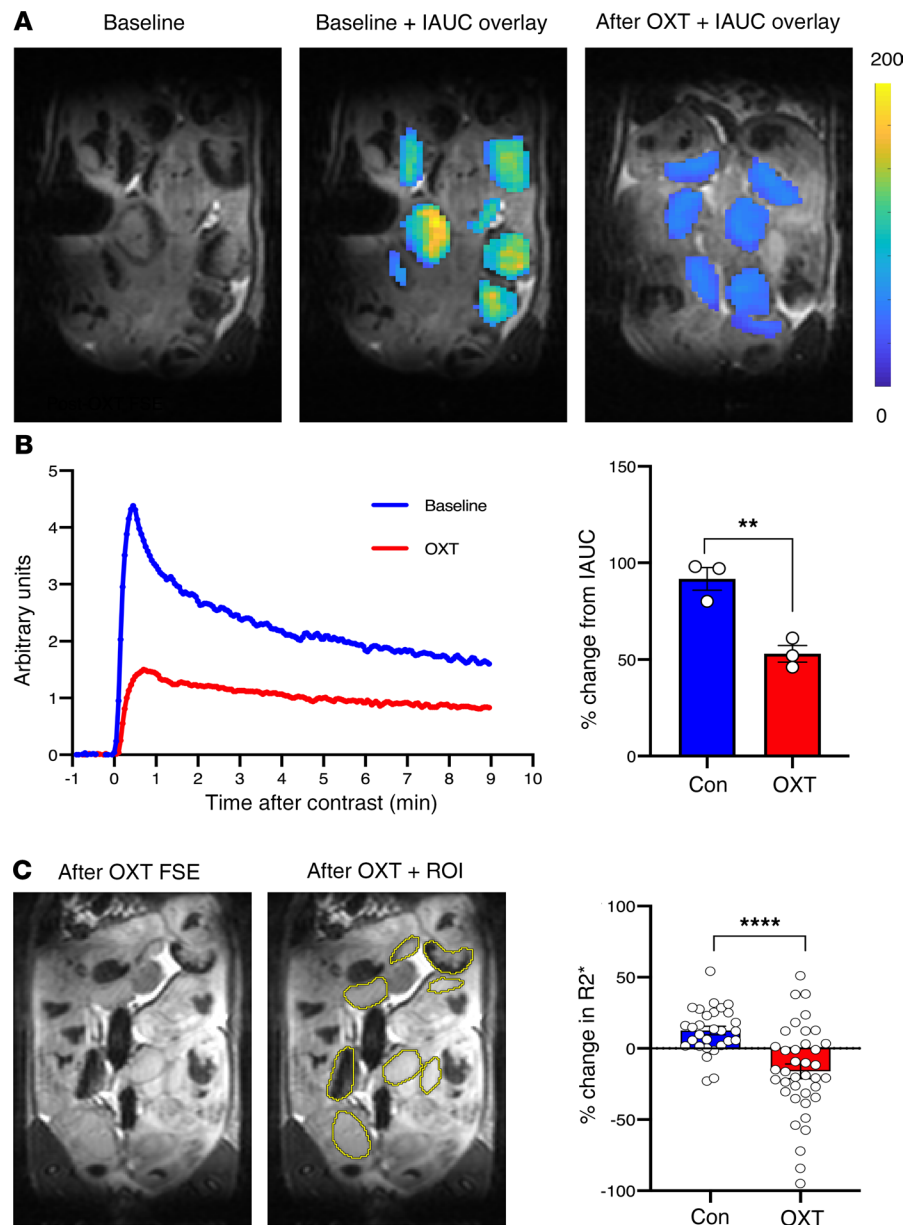 A
Baseline
Baseline + IAUC overlay
After OXT + IAUC overlay
200
0
B
5
4
3
2
1
0
Arbitrary units
-1 0 1 2 3 4 5 6 7 8 9 10
Time after contrast (min)
Baseline
OXT
150
100
50
0
% change from IAUC
**
Con OXT
C
After OXT FSE
After OXT + ROI
100
50
0
-50
-100
% change in R2*
****
Con OXT